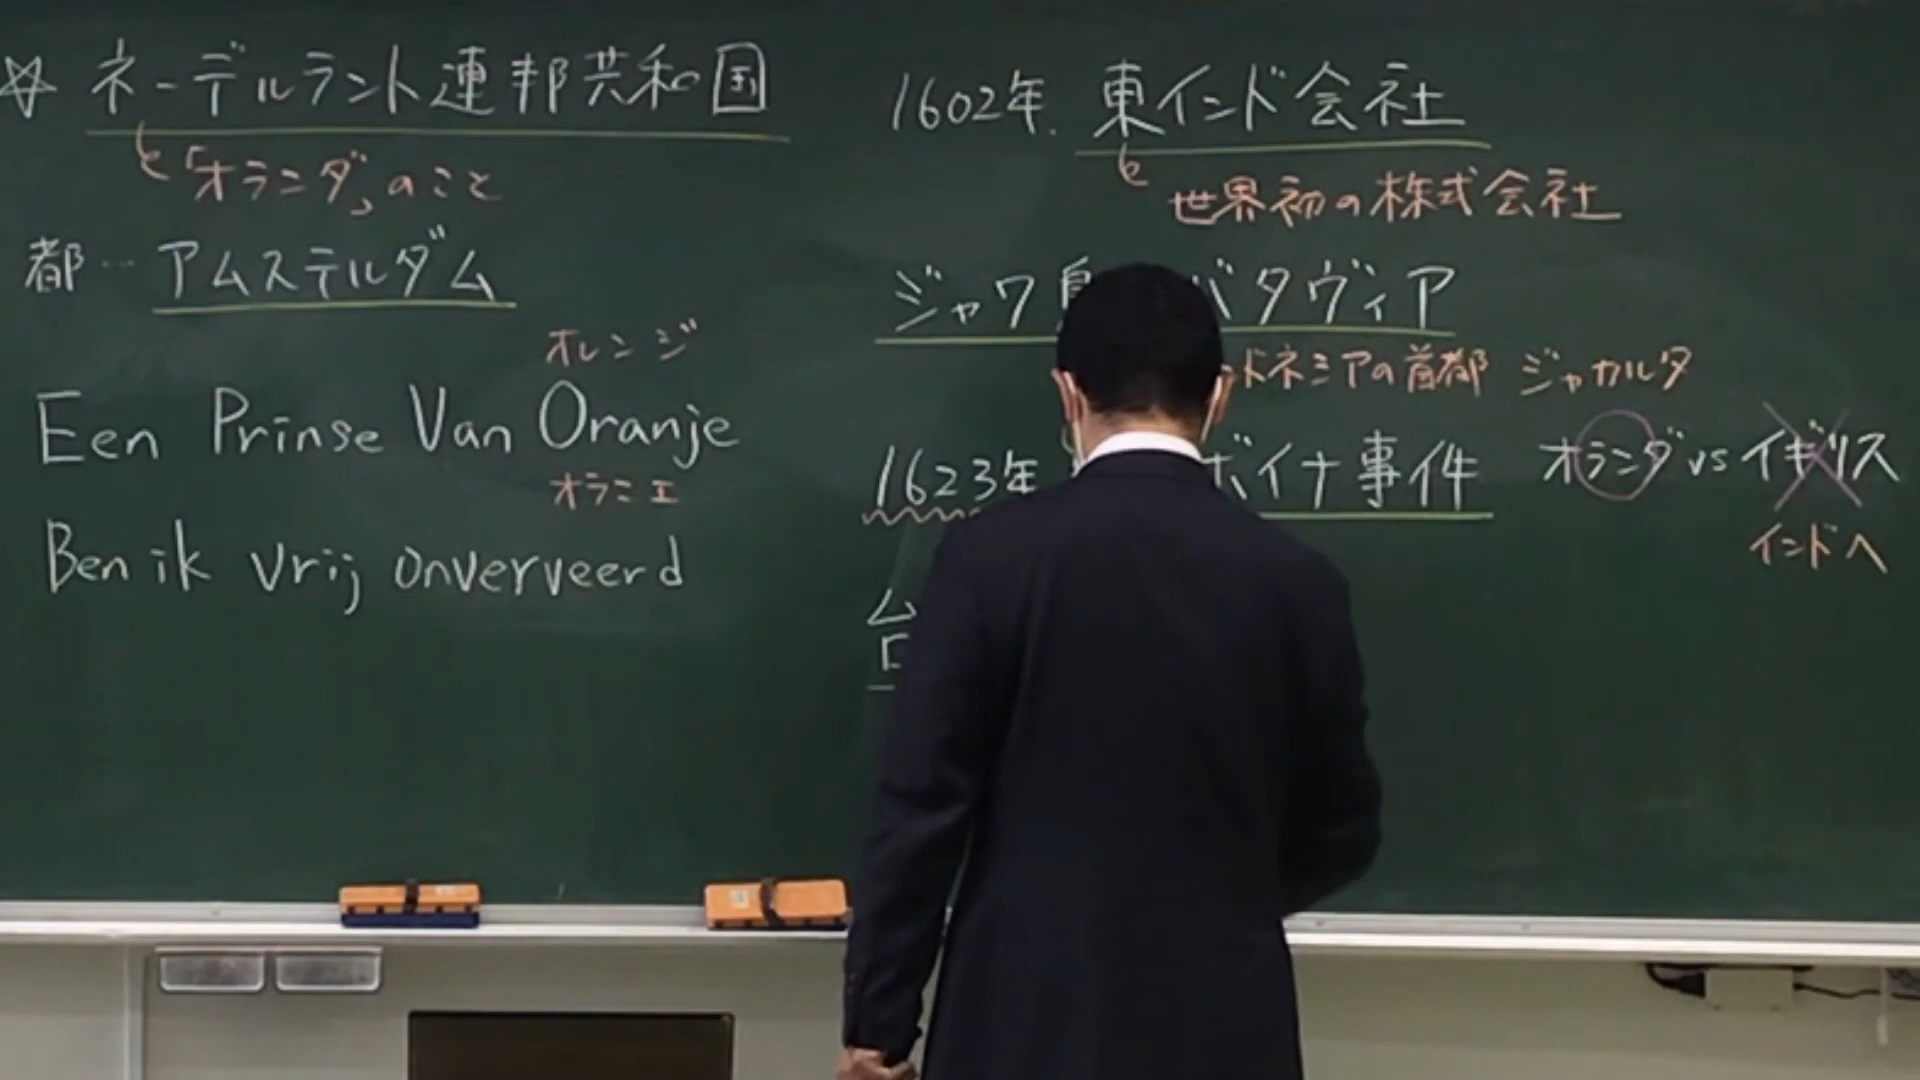 ☆ ネーデルラント連邦共和国
「オランダ」のこと
都…アムステルダム
オレンジ
Een Prinse Van Oranje
オラニエ
Ben ik vrij onverveerd
1602年. 東インド会社
世界初の株式会社
ジャワ島 バタヴィア
ドネシアの首都 ジャカルタ
1623年 ボイナ事件 オランダ vs イギリス
インドへ
台